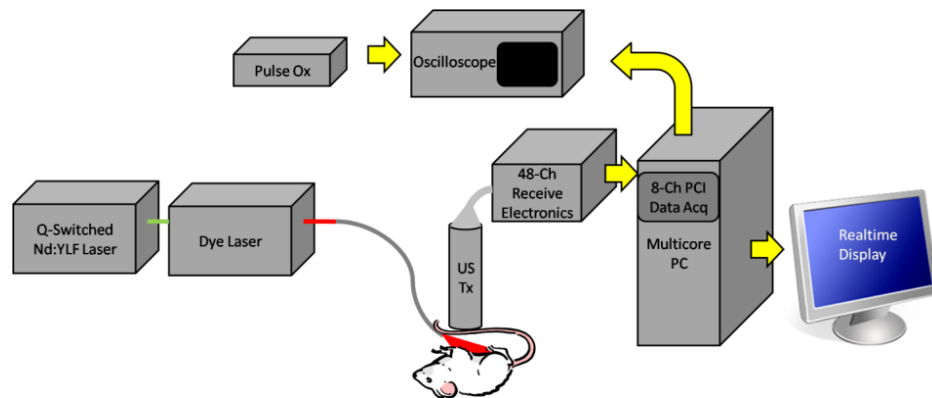 Pulse Ox
Oscilloscope
48-Ch
Receive
Electronics
8-Ch PCI
Data Acq
Multicore
PC
Q-Switched
Nd:YLF Laser
Dye Laser
US
Tx
Realtime
Display